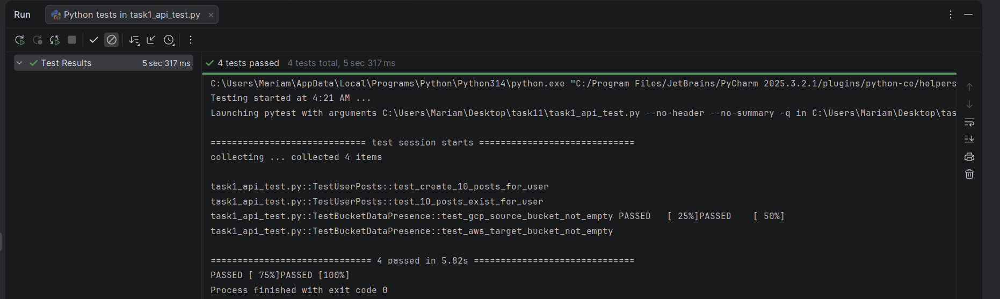 Run
Python tests in task1_api_test.py
Test Results 5 sec 317 ms
4 tests passed 4 tests total, 5 sec 317 ms
C:\Users\Mariam\AppData\Local\Programs\Python\Python314\python.exe "C:/Program Files/JetBrains/PyCharm 2025.3.2.1/plugins/python-ce/helpers
Testing started at 4:21 AM ...
Launching pytest with arguments C:\Users\Mariam\Desktop\task11\task1_api_test.py --no-header --no-summary -q in C:\Users\Mariam\Desktop\tas

============================= test session starts =============================
collecting ... collected 4 items

task1_api_test.py::TestUserPosts::test_create_10_posts_for_user
task1_api_test.py::TestUserPosts::test_10_posts_exist_for_user
task1_api_test.py::TestBucketDataPresence::test_gcp_source_bucket_not_empty PASSED   [ 25%]PASSED    [ 50%]
task1_api_test.py::TestBucketDataPresence::test_aws_target_bucket_not_empty

============================== 4 passed in 5.82s ==============================
PASSED [ 75%]PASSED [100%]
Process finished with exit code 0